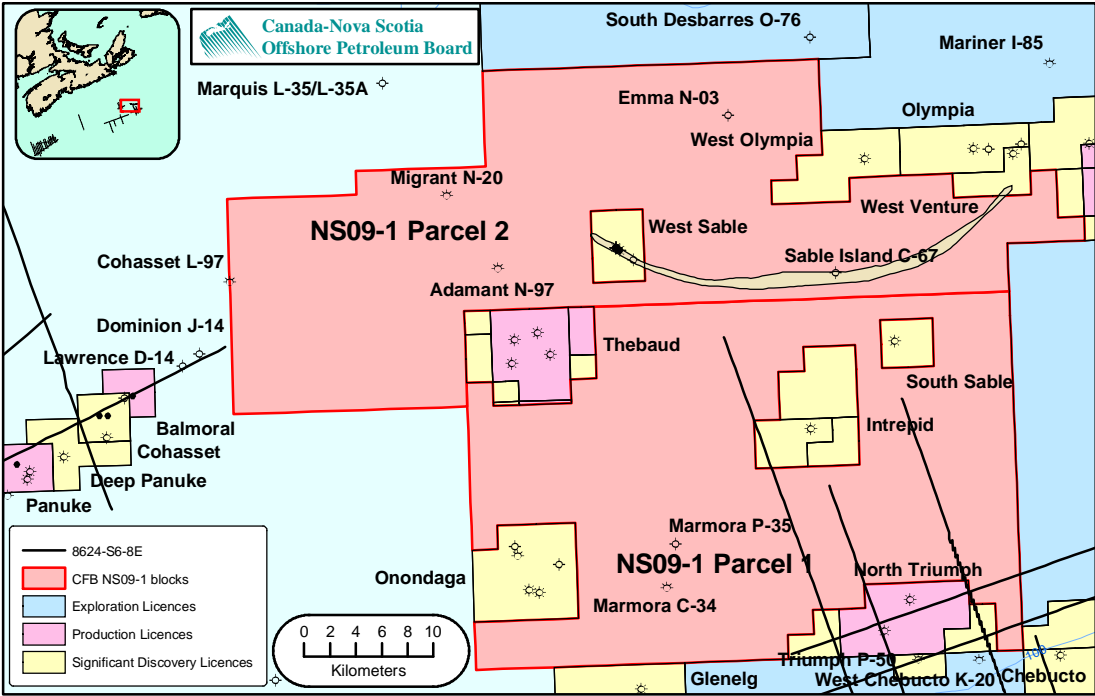 Canada-Nova Scotia
Offshore Petroleum Board
South Desbarres O-76
Mariner I-85
Marquis L-35/L-35A
Emma N-03
Olympia
West Olympia
Migrant N-20
West Venture
NS09-1 Parcel 2
West Sable
Sable Island C-67
Cohasset L-97
Adamant N-97
Dominion J-14
Thebaud
Lawrence D-14
South Sable
Balmoral
Intrepid
Cohasset
Deep Panuke
Panuke
Marmora P-35
NS09-1 Parcel 1
North Triumph
Onondaga
Marmora C-34
8624-S6-8E
CFB NS09-1 blocks
Exploration Licences
Production Licences
Significant Discovery Licences
0 2 4 6 8 10
Kilometers
Triumph P-50
100
Glenelg
West Chebucto K-20
Chebucto